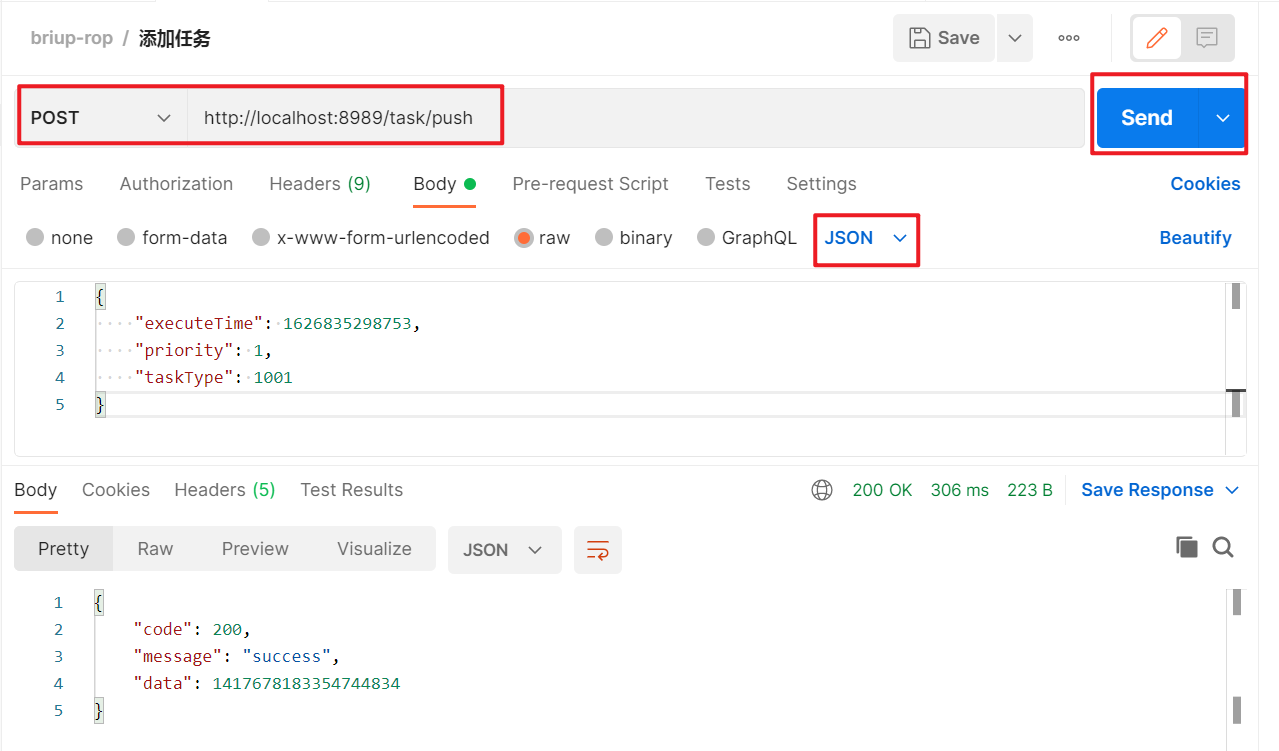 briup-rop / 添加任务 Save ooo
POST http://localhost:8989/task/push Send
Params Authorization Headers (9) Body Pre-request Script Tests Settings Cookies
none form-data x-www-form-urlencoded raw binary GraphQL JSON Beautify
1 {
2 ····"executeTime":·1626835298753,
3 ····"priority":·1,
4 ····"taskType":·1001
5 }
Body Cookies Headers (5) Test Results 200 OK 306 ms 223 B Save Response
Pretty Raw Preview Visualize JSON
1 {
2 "code": 200,
3 "message": "success",
4 "data": 1417678183354744834
5 }